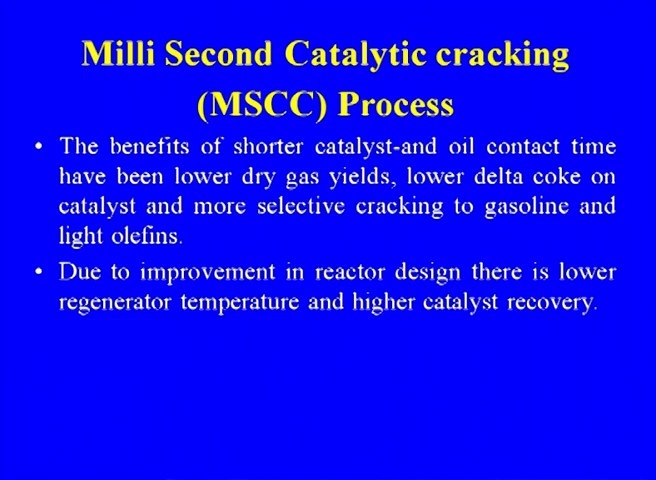 Milli Second Catalytic cracking
(MSCC) Process
• The benefits of shorter catalyst-and oil contact time
have been lower dry gas yields, lower delta coke on
catalyst and more selective cracking to gasoline and
light olefins.
• Due to improvement in reactor design there is lower
regenerator temperature and higher catalyst recovery.